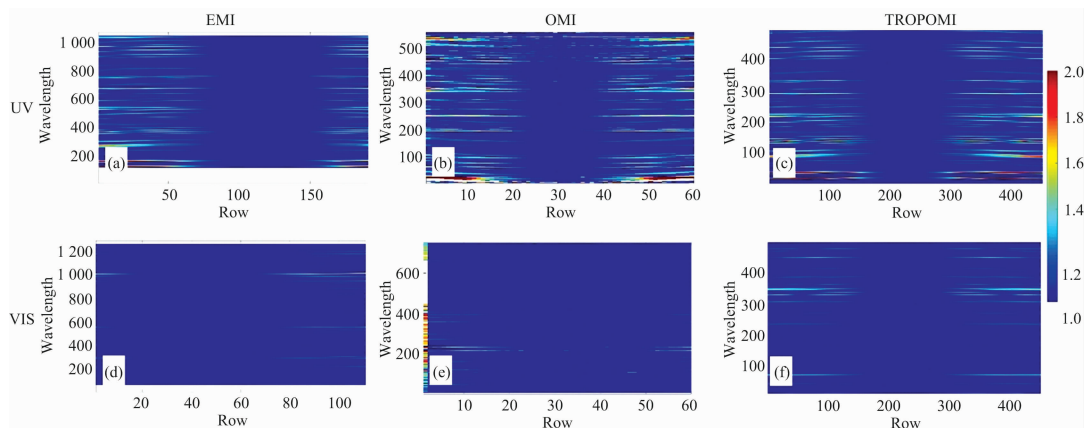 EMI
OMI
TROPOMI
UV
Wavelength
1 000
800
600
400
200
(a)
50
100
150
Row
Wavelength
500
400
300
200
100
(b)
10
20
30
40
50
60
Row
Wavelength
400
300
200
100
(c)
100
200
300
400
Row
2.0
1.8
1.6
1.4
1.2
1.0
VIS
Wavelength
1 200
1 000
800
600
400
200
(d)
20
40
60
80
100
Row
Wavelength
600
400
200
(e)
10
20
30
40
50
60
Row
Wavelength
400
300
200
100
(f)
100
200
300
400
Row